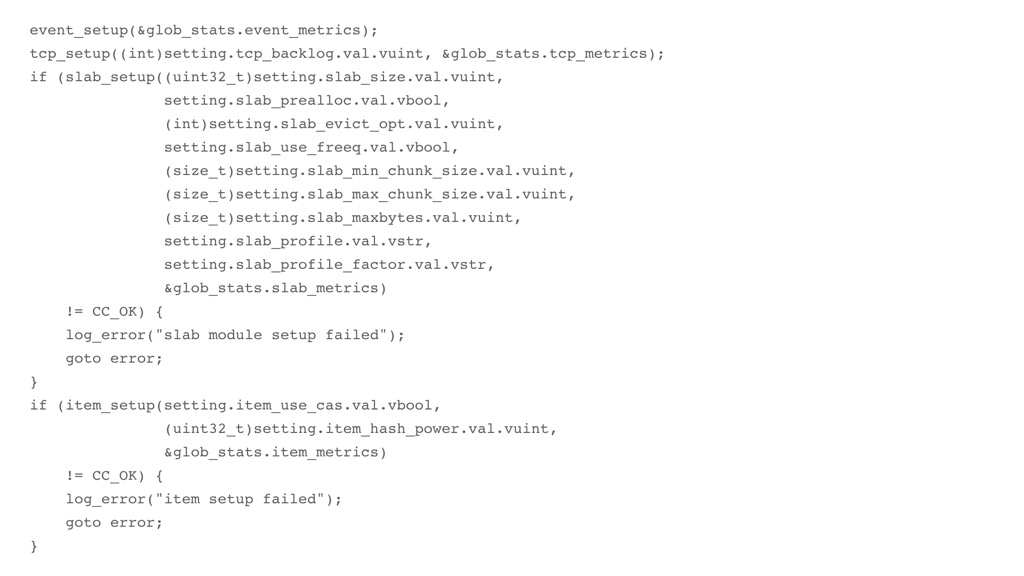 event_setup(&glob_stats.event_metrics);
tcp_setup((int)setting.tcp_backlog.val.vuint, &glob_stats.tcp_metrics);
if (slab_setup((uint32_t)setting.slab_size.val.vuint,
               setting.slab_prealloc.val.vbool,
               (int)setting.slab_evict_opt.val.vuint,
               setting.slab_use_freeq.val.vbool,
               (size_t)setting.slab_min_chunk_size.val.vuint,
               (size_t)setting.slab_max_chunk_size.val.vuint,
               (size_t)setting.slab_maxbytes.val.vuint,
               setting.slab_profile.val.vstr,
               setting.slab_profile_factor.val.vstr,
               &glob_stats.slab_metrics)
    != CC_OK) {
    log_error("slab module setup failed");
    goto error;
}
if (item_setup(setting.item_use_cas.val.vbool,
               (uint32_t)setting.item_hash_power.val.vuint,
               &glob_stats.item_metrics)
    != CC_OK) {
    log_error("item setup failed");
    goto error;
}